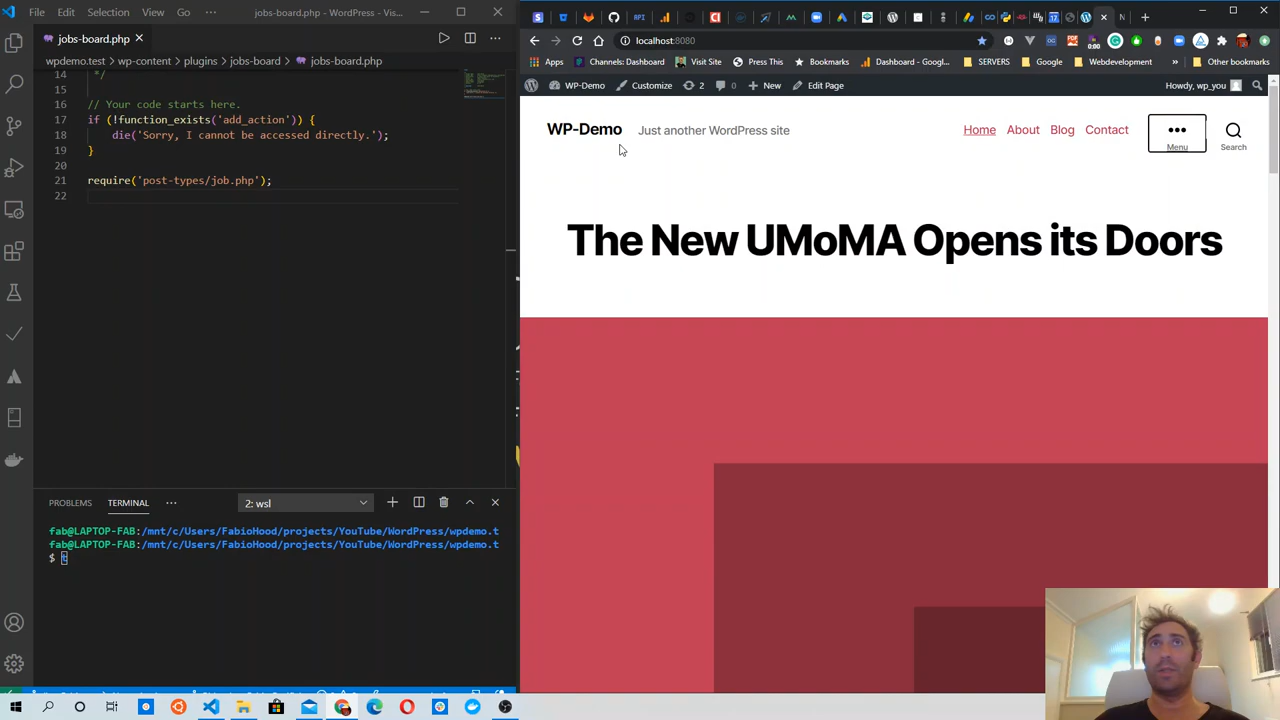 File Edit Selection View Go
jobs-board.php - WordPress - Vis...
jobs-board.php
wpdemo.test > wp-content > plugins > jobs-board > jobs-board.php
14 */
15
16 // Your code starts here.
17 if (!function_exists('add_action')) {
18 die('Sorry, I cannot be accessed directly.');
19 }
20
21 require('post-types/job.php');
22
PROBLEMS TERMINAL
2: wsl
fab@LAPTOP-FAB:/mnt/c/Users/FabioHood/projects/YouTube/WordPress/wpdemo.t
fab@LAPTOP-FAB:/mnt/c/Users/FabioHood/projects/YouTube/WordPress/wpdemo.t
$
localhost:8080
Apps Channels: Dashboard Visit Site Press This Bookmarks Dashboard - Googl... SERVERS Google Webdevelopment Other bookmarks
WP-Demo Customize 2 0 New Edit Page Howdy, wp_you
WP-Demo Just another WordPress site
Home About Blog Contact
Menu
Search
The New UMoMA Opens its Doors